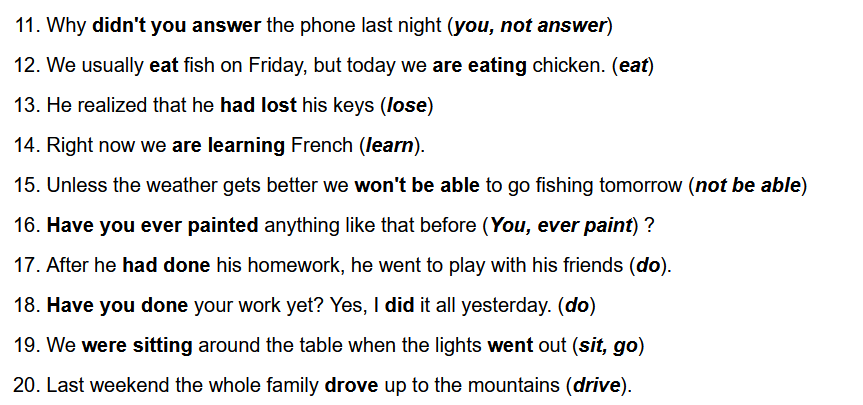 11. Why didn't you answer the phone last night (you, not answer)
12. We usually eat fish on Friday, but today we are eating chicken. (eat)
13. He realized that he had lost his keys (lose)
14. Right now we are learning French (learn).
15. Unless the weather gets better we won't be able to go fishing tomorrow (not be able)
16. Have you ever painted anything like that before (You, ever paint) ?
17. After he had done his homework, he went to play with his friends (do).
18. Have you done your work yet? Yes, I did it all yesterday. (do)
19. We were sitting around the table when the lights went out (sit, go)
20. Last weekend the whole family drove up to the mountains (drive).